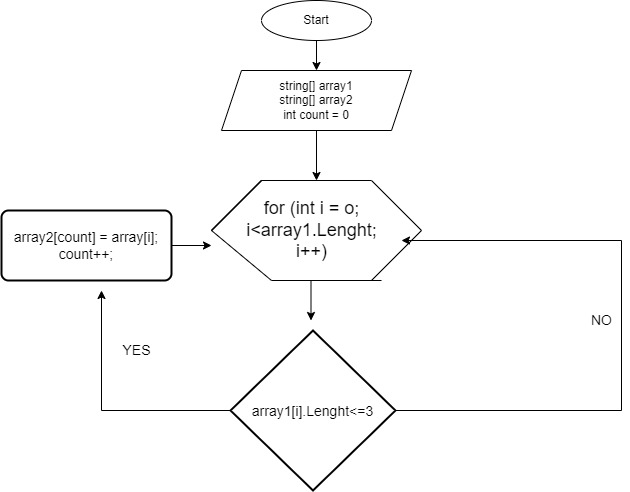 Start
string[] array1
string[] array2
int count = 0
for (int i = o;
i<array1.Lenght;
i++)
array2[count] = array[i];
count++;
NO
YES
array1[i].Lenght<=3